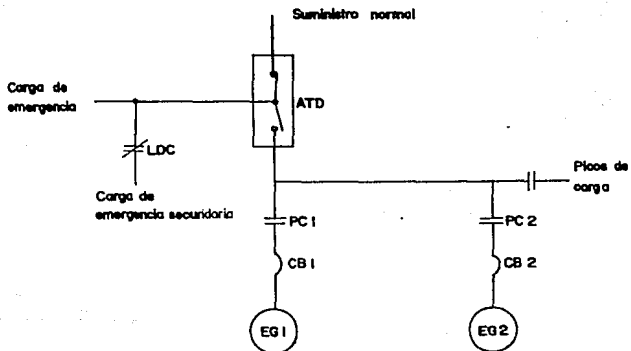 Suministro normal
Carga de
emergencia
ATD
LDC
Carga de
emergencia secundaria
Picos de
carga
PC 1
PC 2
CB 1
CB 2
EG 1
EG 2